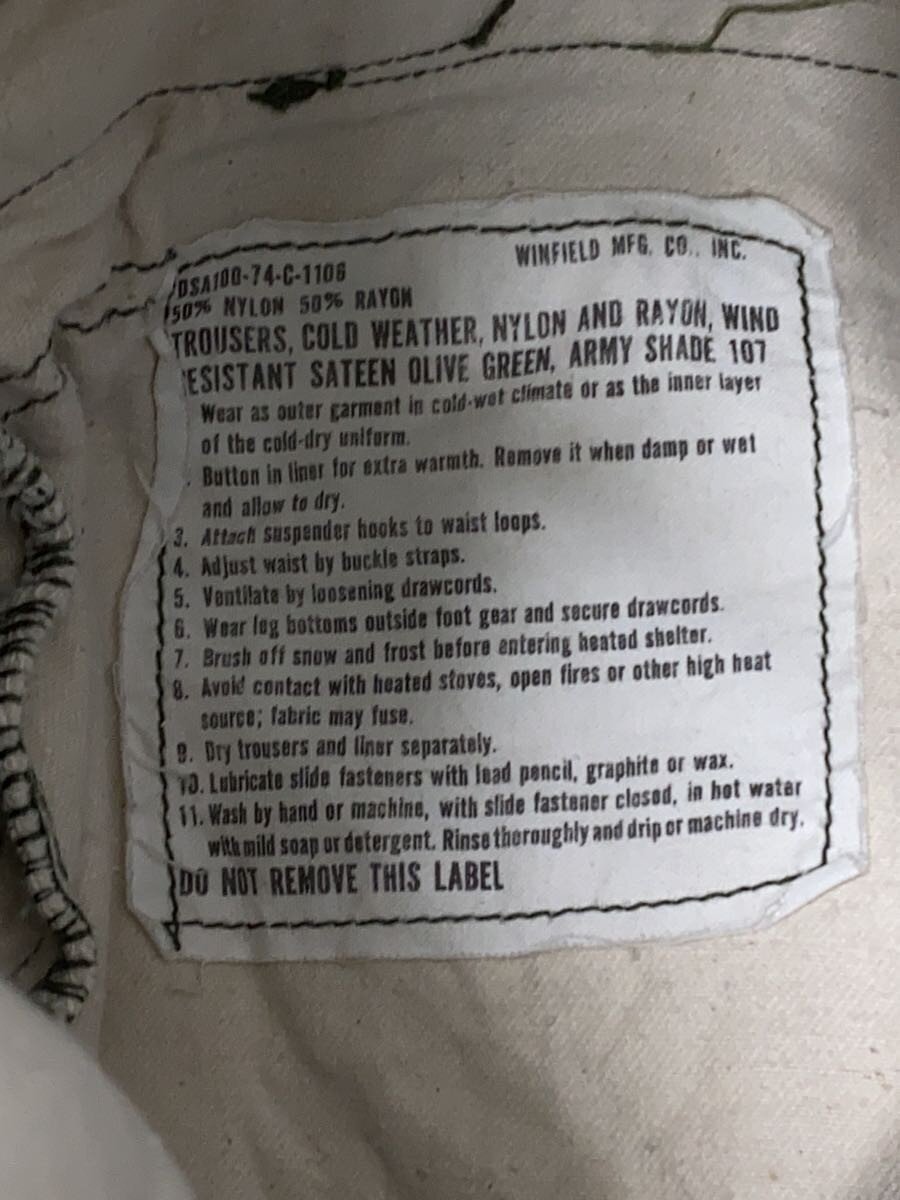 DSA100-74-C-1106 WINFIELD MFG. CO., INC.
50% NYLON 50% RAYON
TROUSERS, COLD WEATHER, NYLON AND RAYON, WIND
ESISTANT SATEEN OLIVE GREEN, ARMY SHADE 107
Wear as outer garment in cold-wet climate or as the inner layer
of the cold-dry uniform.
. Button in liner for extra warmth. Remove it when damp or wet
and allow to dry.
3. Attach suspender hooks to waist loops.
4. Adjust waist by buckle straps.
5. Ventilate by loosening drawcords.
6. Wear leg bottoms outside foot gear and secure drawcords.
7. Brush off snow and frost before entering heated shelter.
8. Avoid contact with heated stoves, open fires or other high heat
source; fabric may fuse.
9. Dry trousers and liner separately.
10. Lubricate slide fasteners with lead pencil, graphite or wax.
11. Wash by hand or machine, with slide fastener closed, in hot water
with mild soap or detergent. Rinse thoroughly and drip or machine dry.
DO NOT REMOVE THIS LABEL